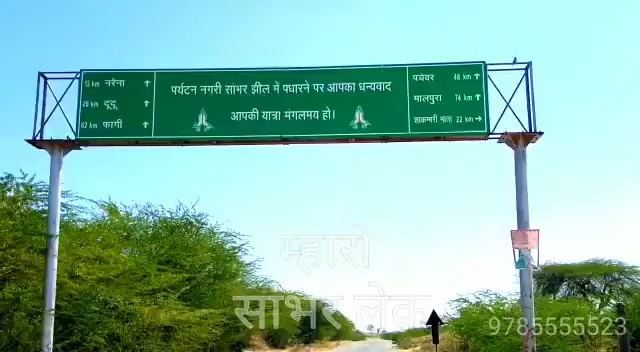 13 km नरैना ↑
26 km दूदू ↑
62 km फागी ↑
पर्यटन नगरी सांभर झील में पधारने पर आपका धन्यवाद
आपकी यात्रा मंगलमय हो।
पचेवर 48 km ↑
मालपुरा 74 km ↑
शाकम्भरी माता 22 km →
म्हारो
साभर लेक
9785555523